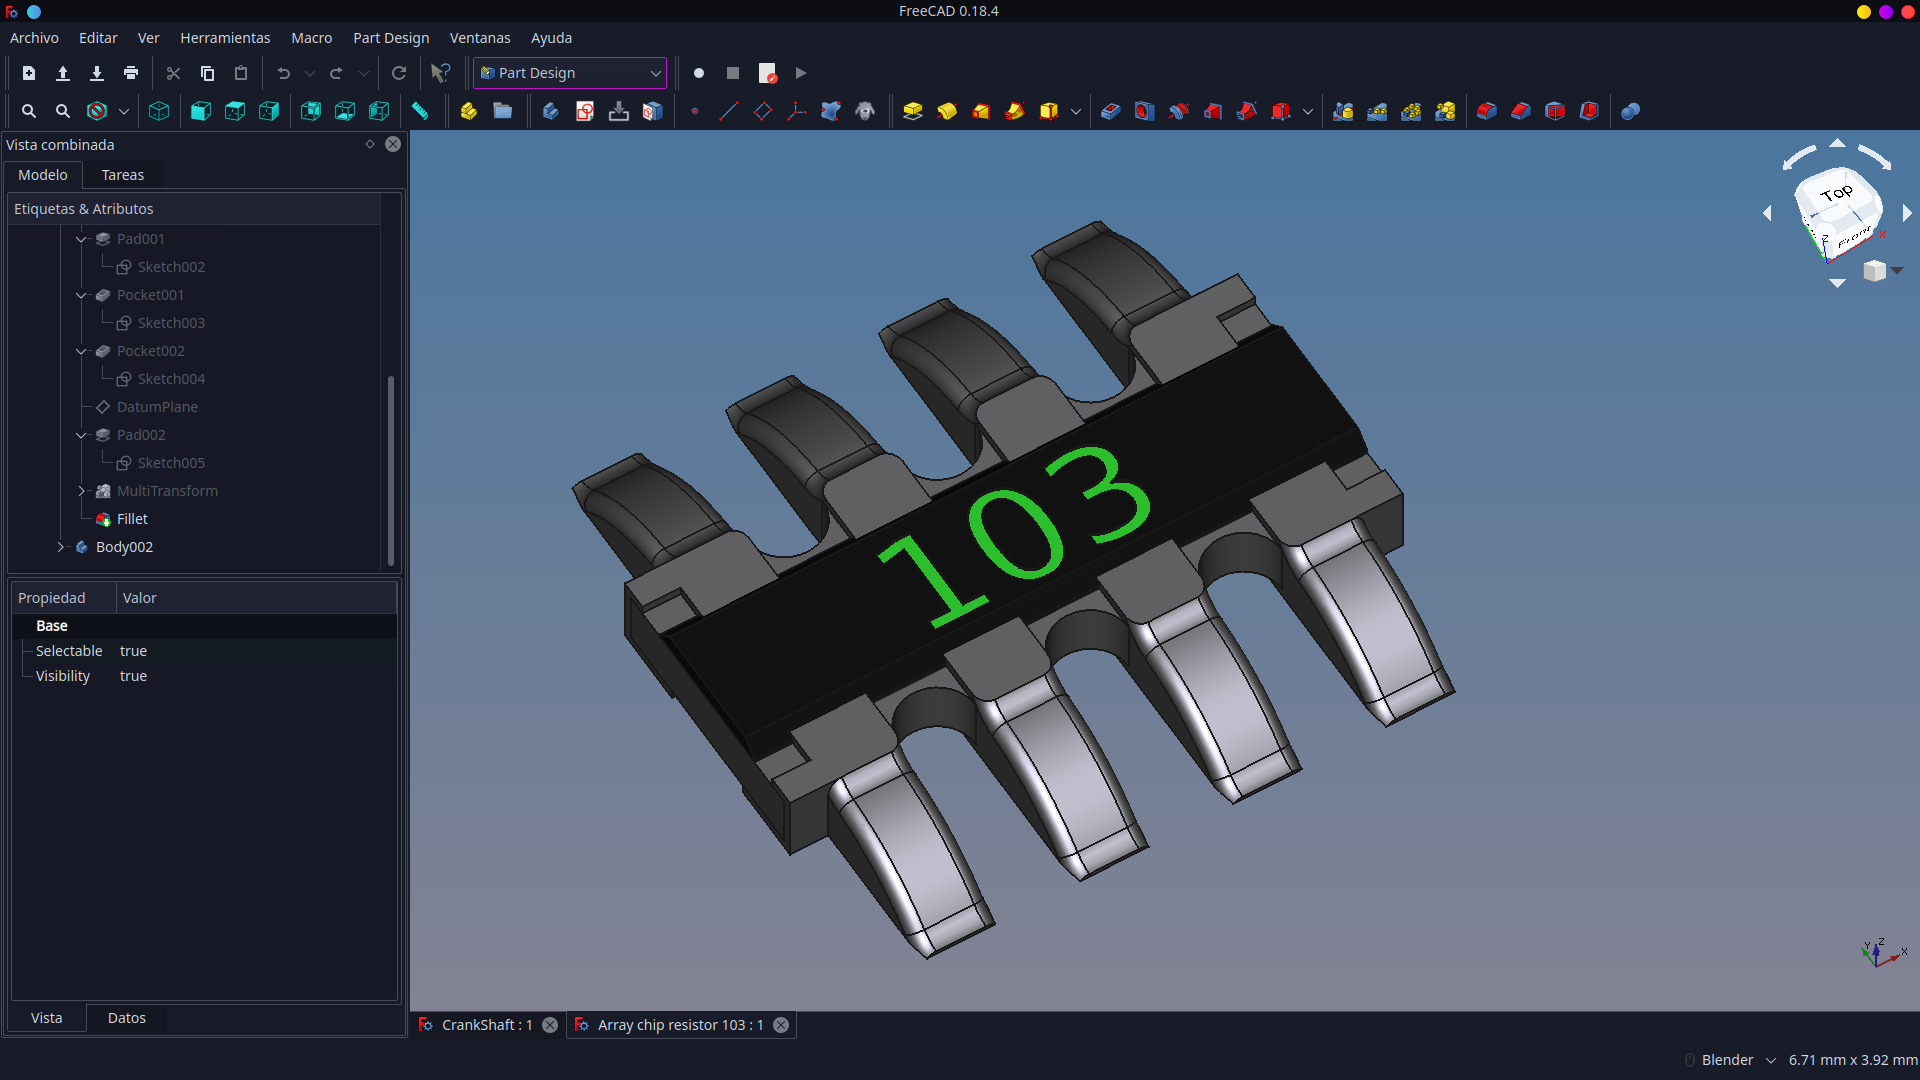 FreeCAD 0.18.4
Archivo Editar Ver Herramientas Macro Part Design Ventanas Ayuda
Part Design
Vista combinada
Modelo Tareas
Etiquetas & Atributos
Pad001
Sketch002
Pocket001
Sketch003
Pocket002
Sketch004
DatumPlane
Pad002
Sketch005
MultiTransform
Fillet
Body002
Propiedad Valor
Base
Selectable true
Visibility true
Vista Datos
103
Top
Front
Z X
Y Z X
CrankShaft : 1 Array chip resistor 103 : 1
Blender 6.71 mm x 3.92 mm